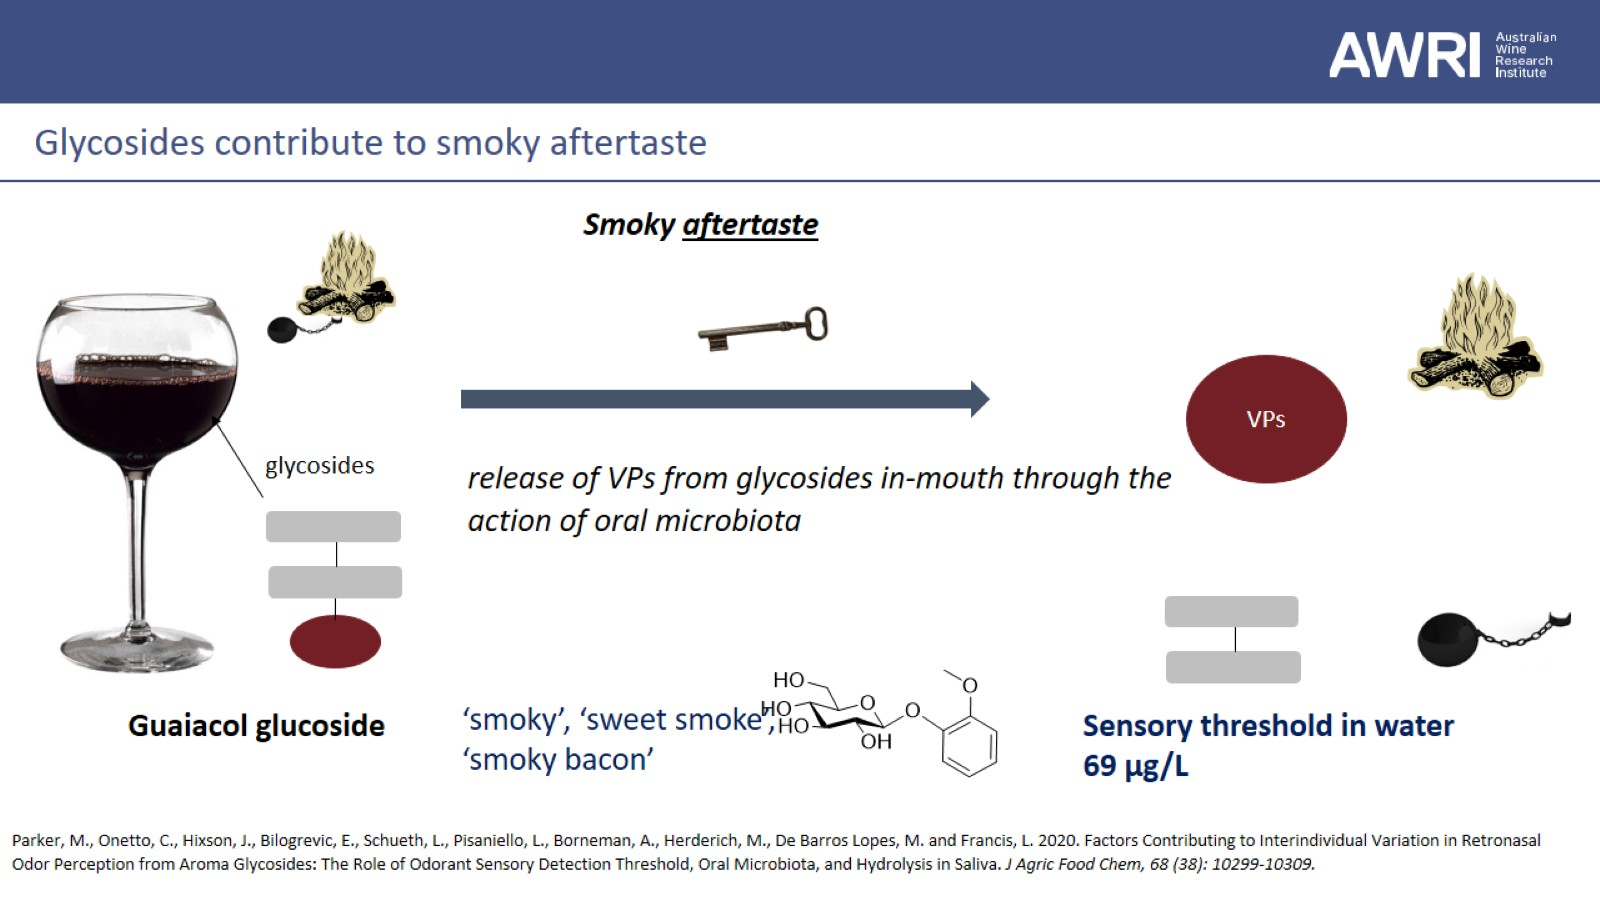 AWRI
Australian
Wine
Research
Institute
Glycosides contribute to smoky aftertaste
Smoky aftertaste
VPs
glycosides
release of VPs from glycosides in-mouth through the
action of oral microbiota
Guaiacol glucoside
‘smoky’, ‘sweet smoke’,
‘smoky bacon’
HO
HO
HO
OH
O
O
O
Sensory threshold in water
69 µg/L
Parker, M., Onetto, C., Hixson, J., Bilogrevic, E., Schueth, L., Pisaniello, L., Borneman, A., Herderich, M., De Barros Lopes, M. and Francis, L. 2020. Factors Contributing to Interindividual Variation in Retronasal
Odor Perception from Aroma Glycosides: The Role of Odorant Sensory Detection Threshold, Oral Microbiota, and Hydrolysis in Saliva. J Agric Food Chem, 68 (38): 10299-10309.